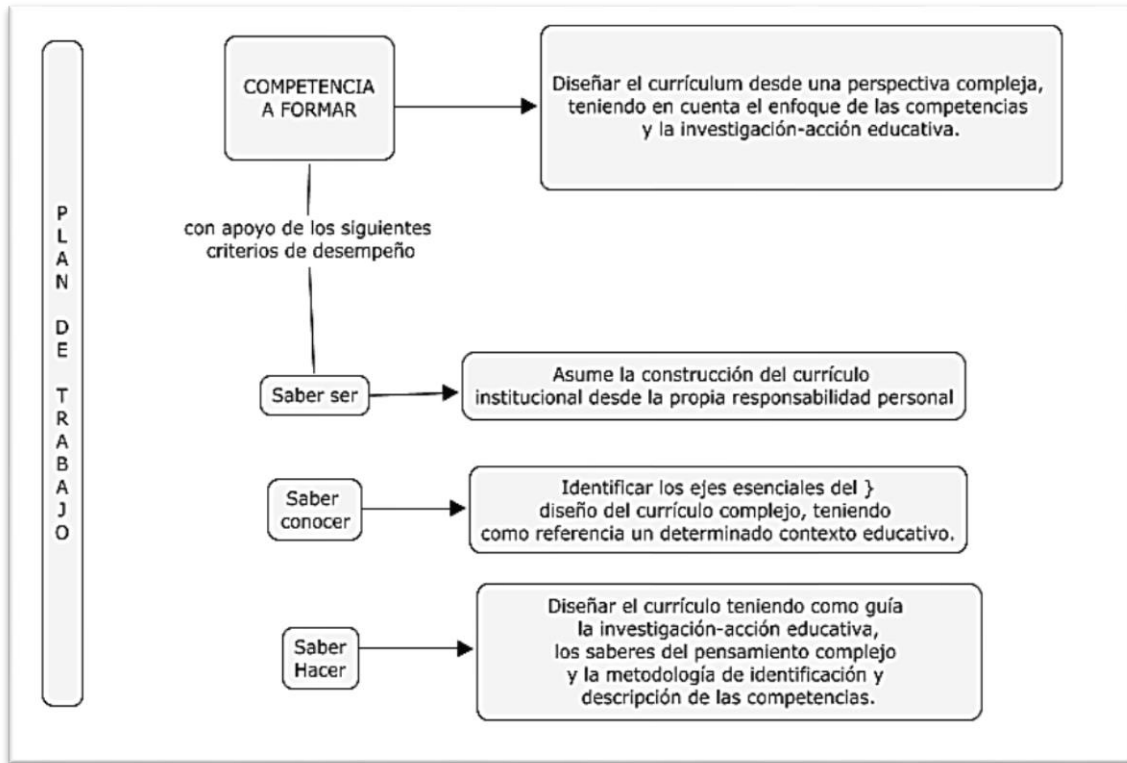 PLAN DE TRABAJO
COMPETENCIA
A FORMAR
Diseñar el currículum desde una perspectiva compleja,
teniendo en cuenta el enfoque de las competencias
y la investigación-acción educativa.
con apoyo de los siguientes
criterios de desempeño
Saber ser
Asume la construcción del currículo
institucional desde la propia responsabilidad personal
Saber
conocer
Identificar los ejes esenciales del }
diseño del currículo complejo, teniendo
como referencia un determinado contexto educativo.
Saber
Hacer
Diseñar el currículo teniendo como guía
la investigación-acción educativa,
los saberes del pensamiento complejo
y la metodología de identificación y
descripción de las competencias.